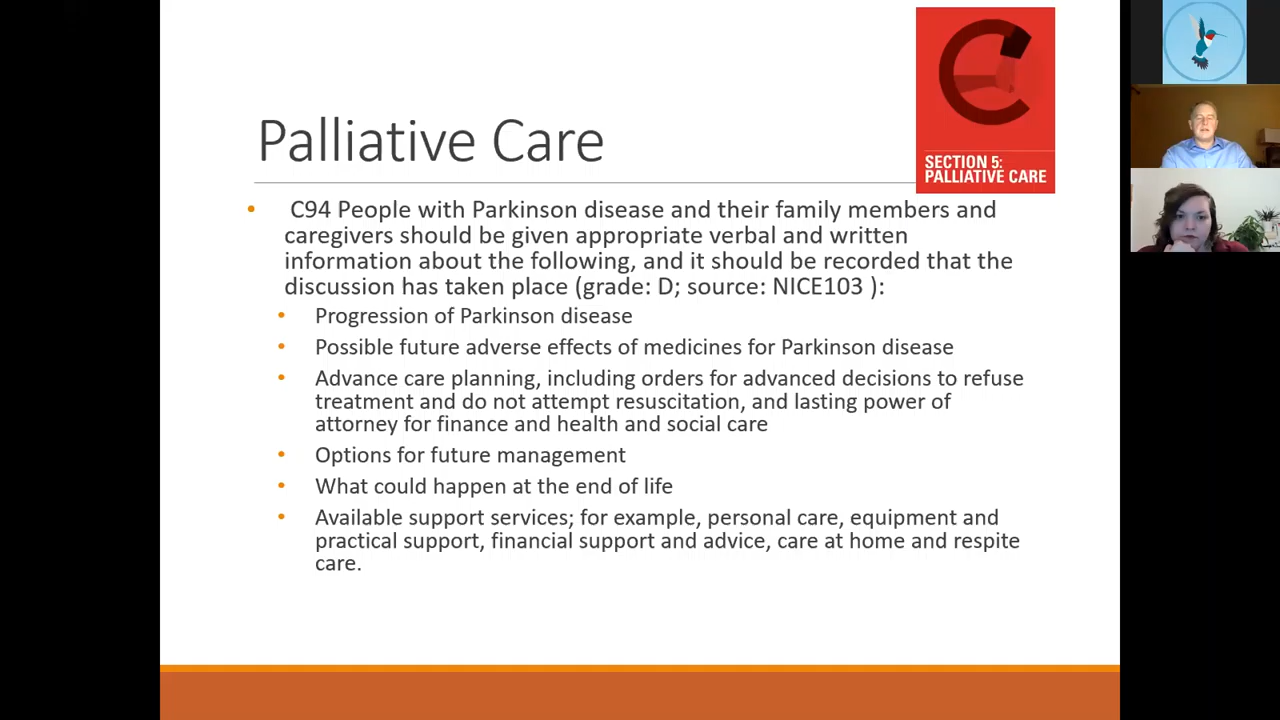 Palliative Care
SECTION 5:
PALLIATIVE CARE
• C94 People with Parkinson disease and their family members and
caregivers should be given appropriate verbal and written
information about the following, and it should be recorded that the
discussion has taken place (grade: D; source: NICE103 ):
• Progression of Parkinson disease
• Possible future adverse effects of medicines for Parkinson disease
• Advance care planning, including orders for advanced decisions to refuse
treatment and do not attempt resuscitation, and lasting power of
attorney for finance and health and social care
• Options for future management
• What could happen at the end of life
• Available support services; for example, personal care, equipment and
practical support, financial support and advice, care at home and respite
care.